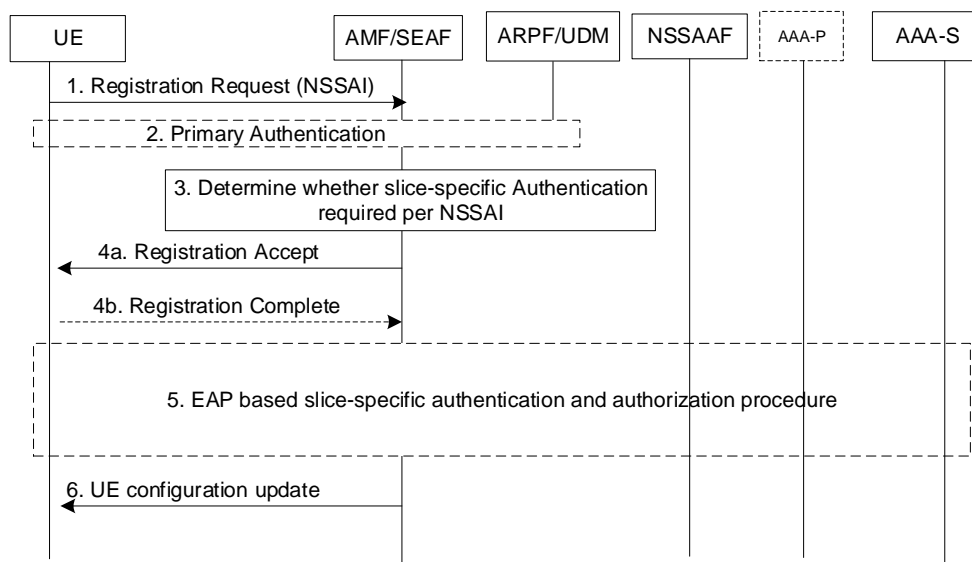 UE
AMF/SEAF
ARPF/UDM
NSSAAF
AAA-P
AAA-S
1. Registration Request (NSSAI)
2. Primary Authentication
3. Determine whether slice-specific Authentication
required per NSSAI
4a. Registration Accept
4b. Registration Complete
5. EAP based slice-specific authentication and authorization procedure
6. UE configuration update